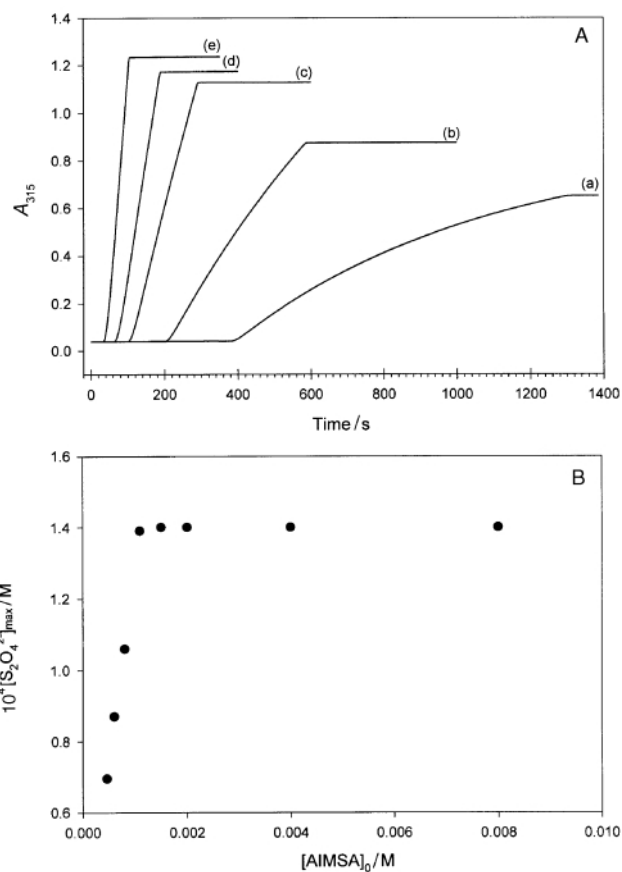 A
1.4
1.2
1.0
0.8
0.6
0.4
0.2
0.0
A₃₁₅
(e)
(d)
(c)
(b)
(a)
0 200 400 600 800 1000 1200 1400
Time/s
B
1.6
1.4
1.2
1.0
0.8
0.6
10⁴[S₂O₄²⁻]max/M
0.000 0.002 0.004 0.006 0.008 0.010
[AIMSA]₀/M